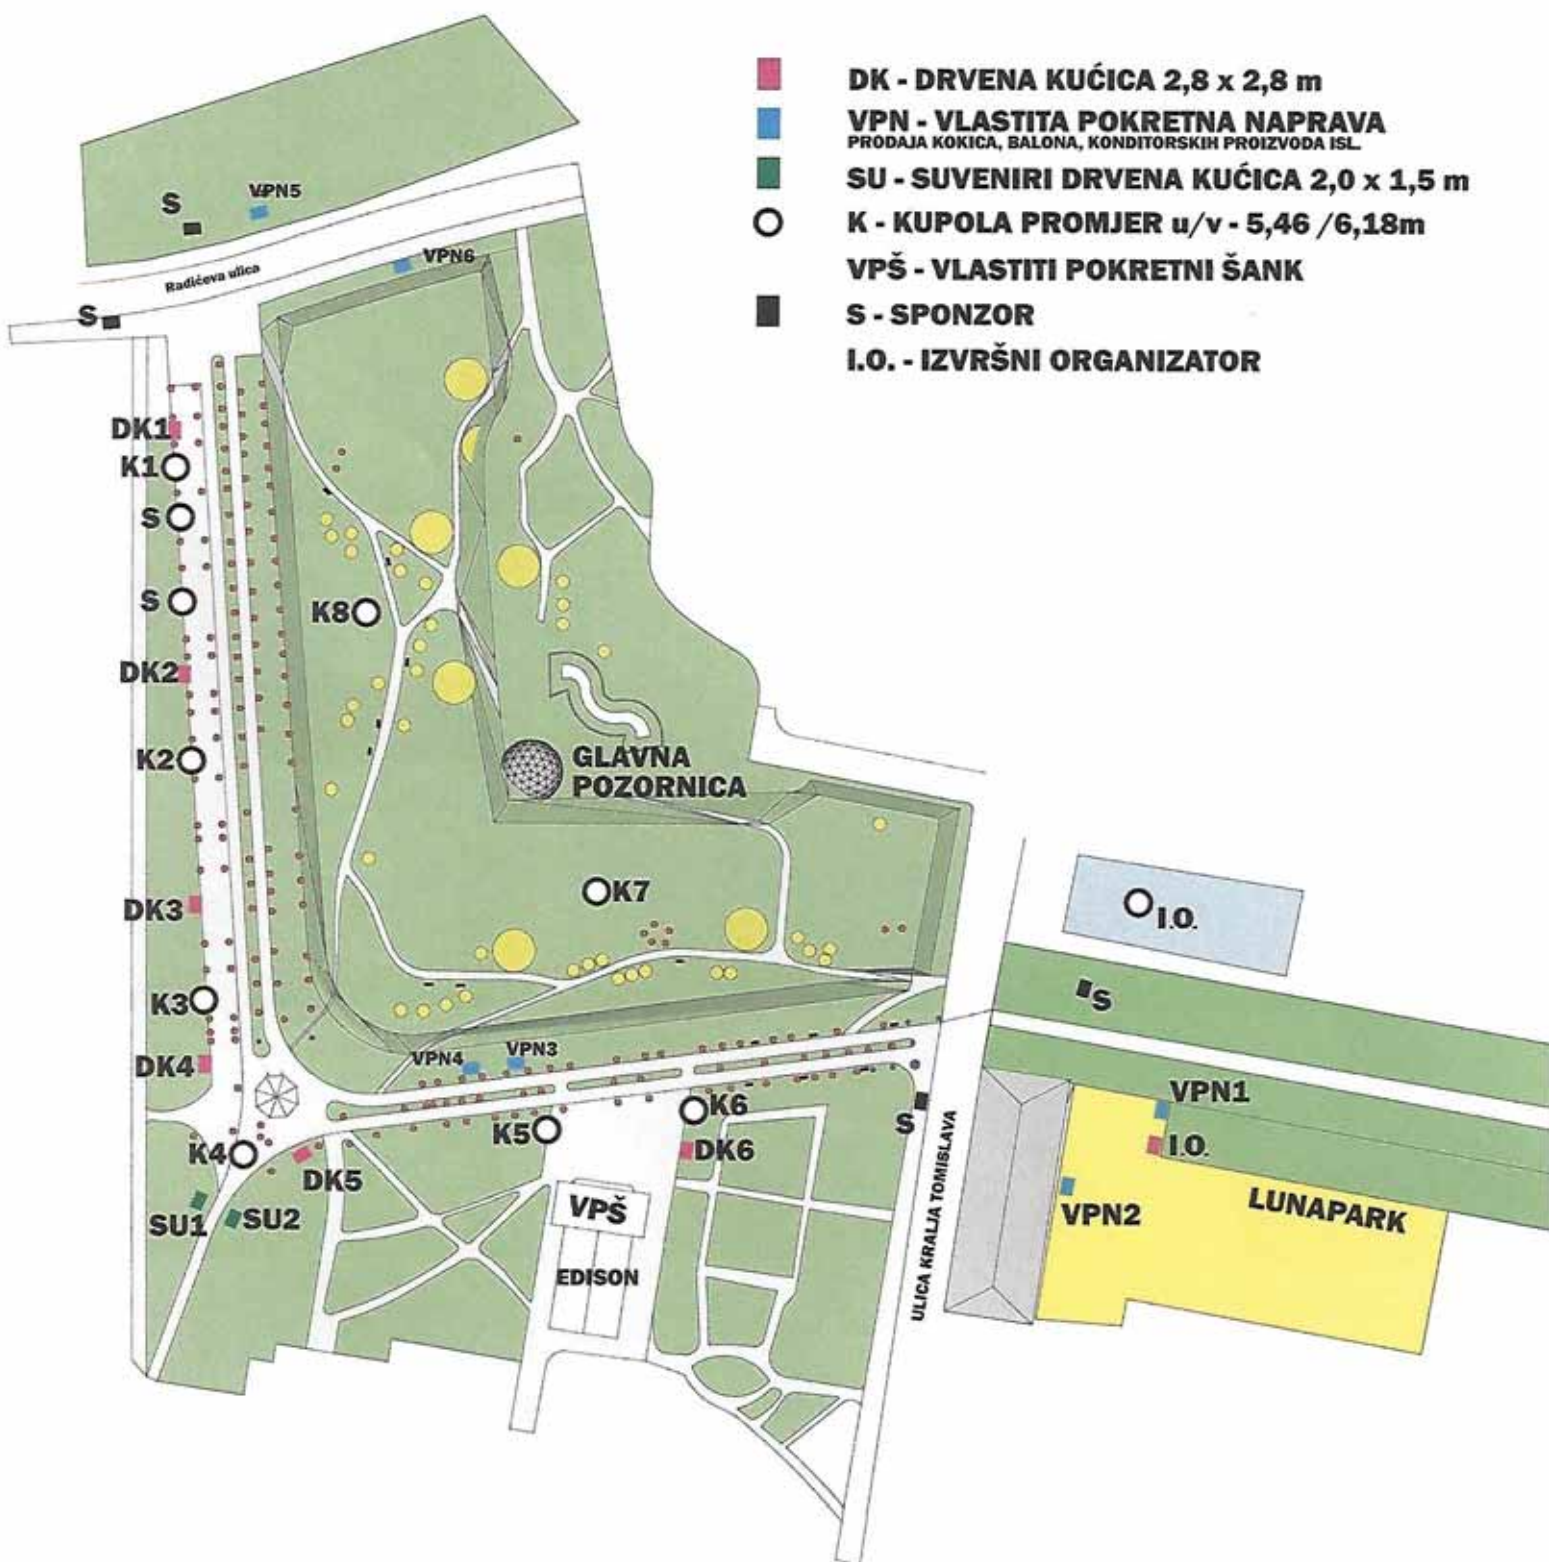 DK - DRVENA KUĆICA 2,8 x 2,8 m
VPN - VLASTITA POKRETNA NAPRAVA
PRODAJA KOKICA, BALONA, KONDITORSKIH PROIZVODA ISL.
SU - SUVENIRI DRVENA KUĆICA 2,0 x 1,5 m
K - KUPOLA PROMJER u/v - 5,46 /6,18m
VPŠ - VLASTITI POKRETNI ŠANK
S - SPONZOR
I.O. - IZVRŠNI ORGANIZATOR
S
VPN5
VPN6
Radićeva ulica
S
DK1
K1
S
S
K8
DK2
K2
GLAVNA
POZORNICA
DK3
K7
I.O.
K3
S
DK4
VPN4
VPN3
VPN1
K6
K5
S
K4
DK6
I.O.
DK5
SU1
SU2
VPŠ
VPN2
LUNAPARK
EDISON
ULICA KRALJA TOMISLAVA